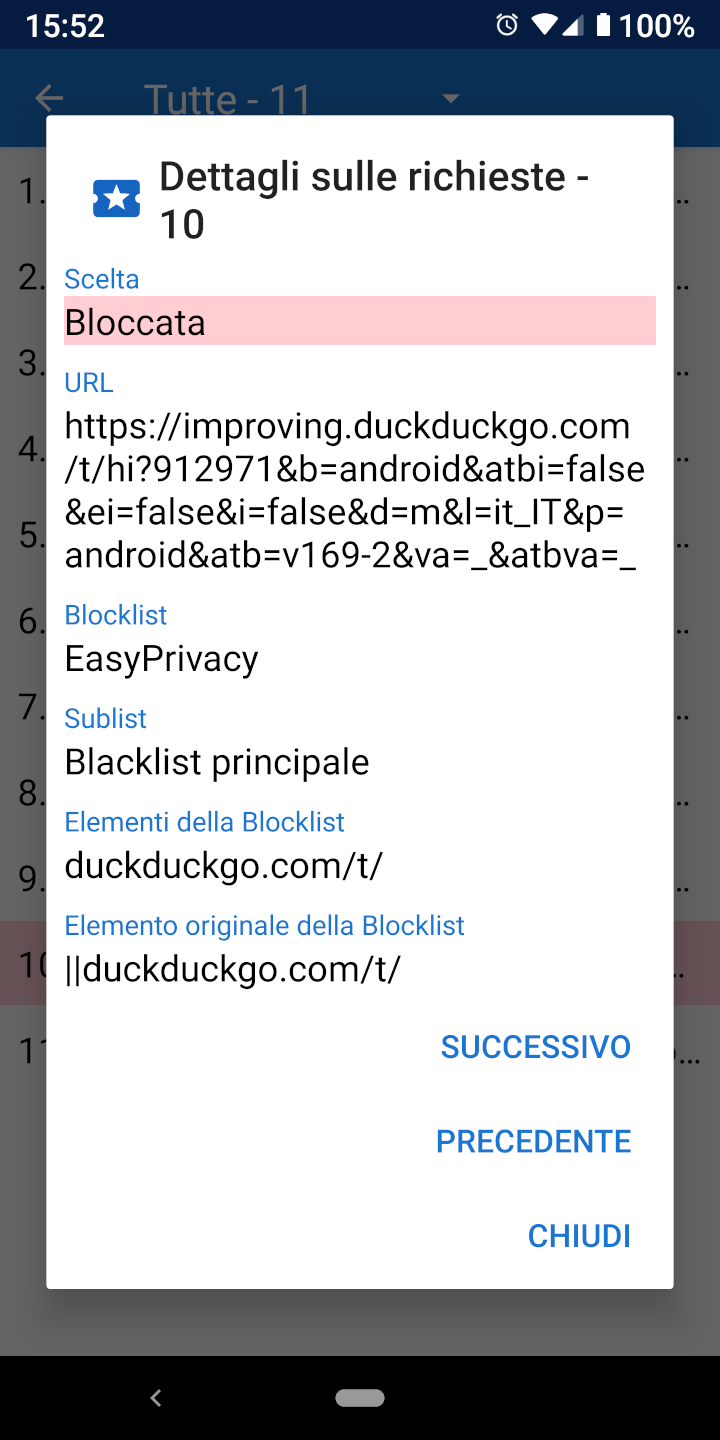 15:52
100%
Tutte - 11
Dettagli sulle richieste -
10
Scelta
Bloccata
URL
https://improving.duckduckgo.com
/t/hi?912971&b=android&atbi=false
&ei=false&i=false&d=m&l=it_IT&p=
android&atb=v169-2&va=_&atbva=_
Blocklist
EasyPrivacy
Sublist
Blacklist principale
Elementi della Blocklist
duckduckgo.com/t/
Elemento originale della Blocklist
||duckduckgo.com/t/
SUCCESSIVO
PRECEDENTE
CHIUDI
1.
2.
3.
4.
5.
6.
7.
8.
9.